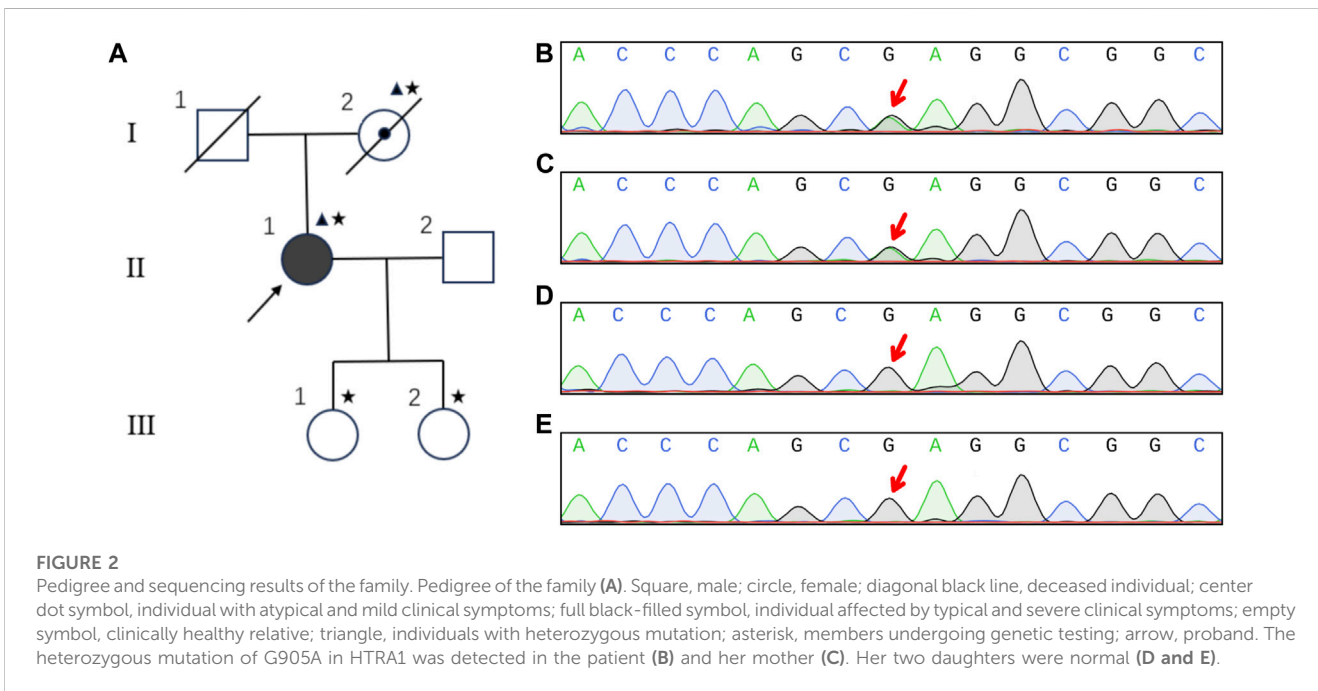 A
1
2
▲★
I
1
▲★
2
II
1
★
2
★
III
B
A C C C A G C G A G G C G G C
C
A C C C A G C G A G G C G G C
D
A C C C A G C G A G G C G G C
E
A C C C A G C G A G G C G G C
FIGURE 2
Pedigree and sequencing results of the family. Pedigree of the family (A). Square, male; circle, female; diagonal black line, deceased individual; center
dot symbol, individual with atypical and mild clinical symptoms; full black-filled symbol, individual affected by typical and severe clinical symptoms; empty
symbol, clinically healthy relative; triangle, individuals with heterozygous mutation; asterisk, members undergoing genetic testing; arrow, proband. The
heterozygous mutation of G905A in HTRA1 was detected in the patient (B) and her mother (C). Her two daughters were normal (D and E).